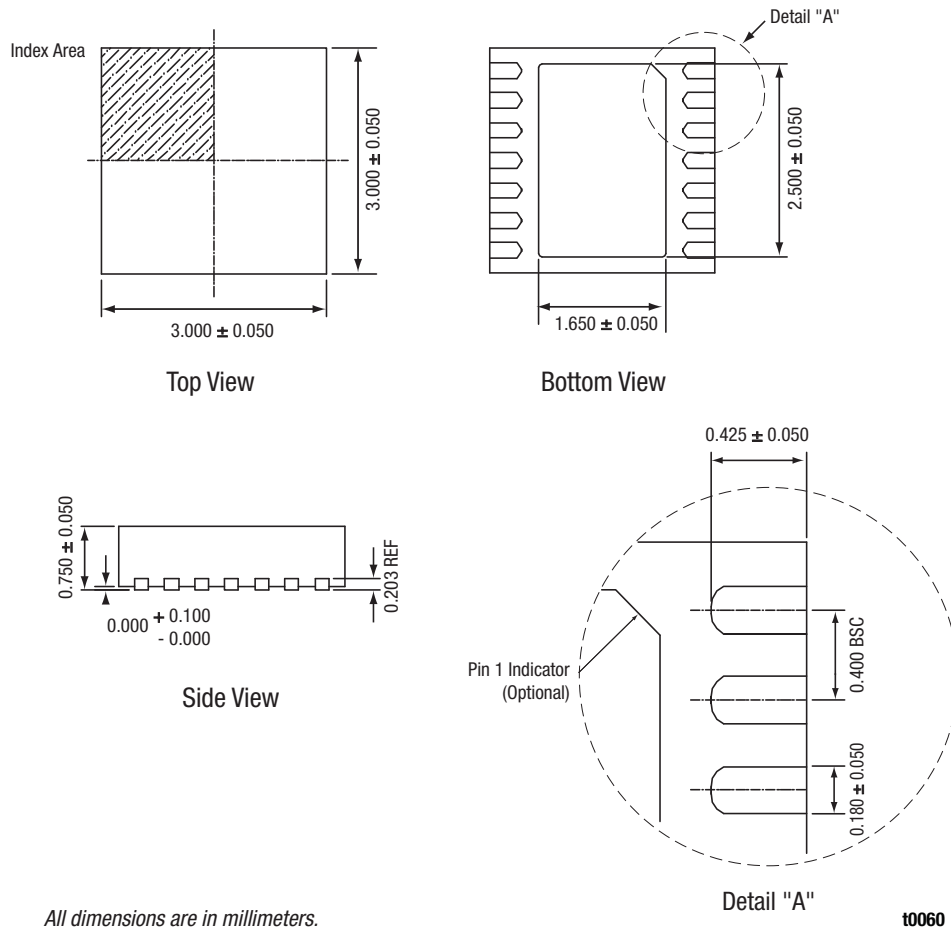 Detail "A"
Index Area
3.000 ± 0.050
3.000 ± 0.050
Top View
2.500 ± 0.050
1.650 ± 0.050
Bottom View
0.750 ± 0.050
0.000 + 0.100
- 0.000
0.203 REF
Side View
0.425 ± 0.050
Pin 1 Indicator
(Optional)
0.400 BSC
0.180 ± 0.050
Detail "A"
All dimensions are in millimeters.
t0060